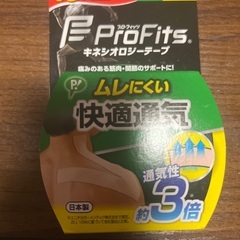 プロ・フィッツ
ProFits
キネシオロジーテープ
痛みのある筋肉・関節のサポートに!
P!
ムレにくい
快適通気
通気性
約3倍
日本製